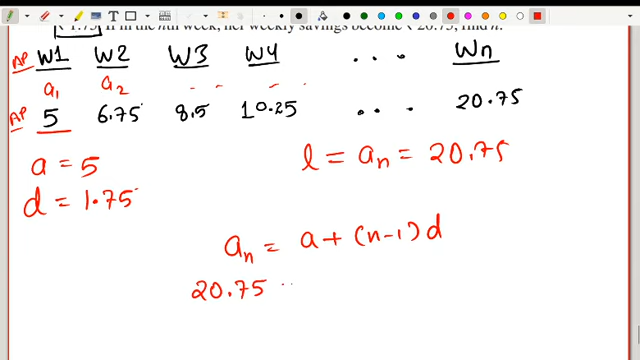 ₹ 1.75. If in the nth week, her weekly savings become ₹ 20.75, find n.
AP W1 W2 W3 W4 ... Wn
a₁ a₂ .. ..
AP 5 6.75 8.5 10.25 ... 20.75
a = 5
l = aₙ = 20.75
d = 1.75
aₙ = a + (n-1) d
20.75